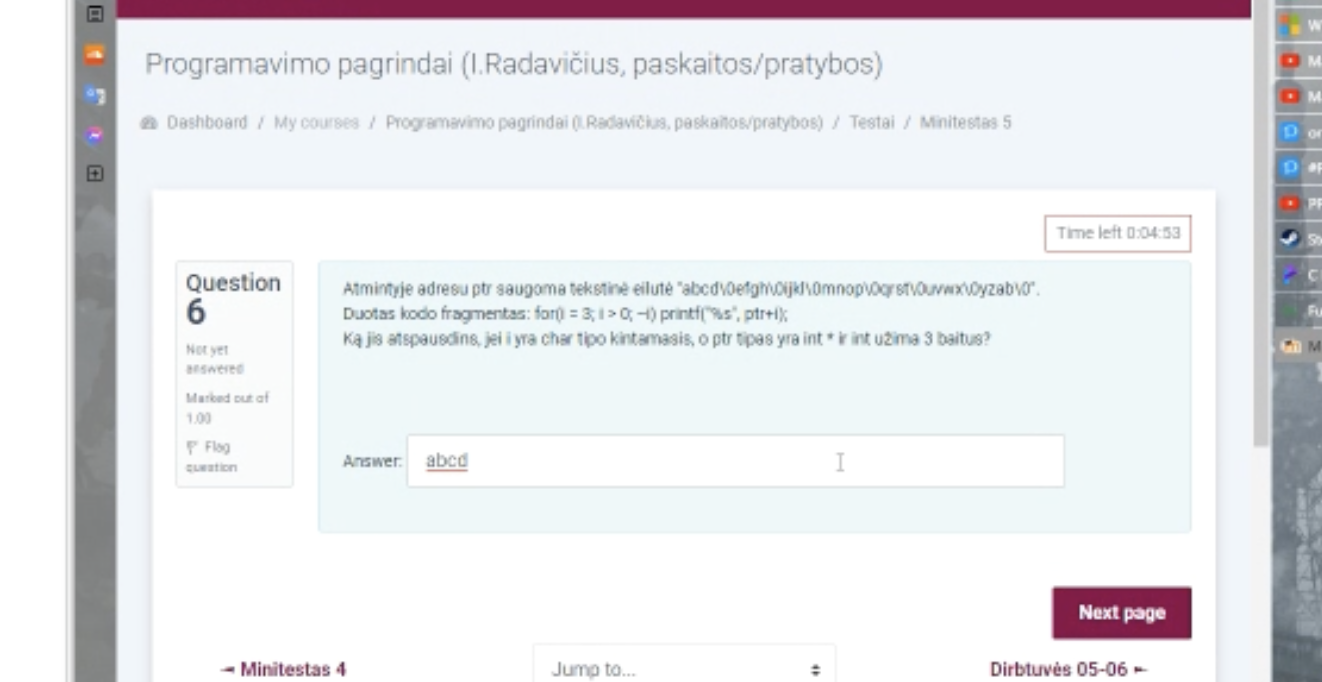 Programavimo pagrindai (I.Radavičius, paskaitos/pratybos)
Dashboard / My courses / Programavimo pagrindai (I.Radavičius, paskaitos/pratybos) / Testai / Minitestas 5
Time left 0:04:53
Question
6
Not yet
answered
Marked out of
1.00
Flag
question
Atmintyje adresu ptr saugoma tekstinė eilutė "abcd\0efgh\0ijkl\0mnop\0qrst\0uvwx\0yzab\0".
Duotas kodo fragmentas: for(i = 3; i > 0; --i) printf("%s", ptr+i);
Ką jis atspausdins, jei i yra char tipo kintamasis, o ptr tipas yra int * ir int užima 3 baitus?
Answer: abcd
Next page
Minitestas 4
Jump to...
Dirbtuvės 05-06